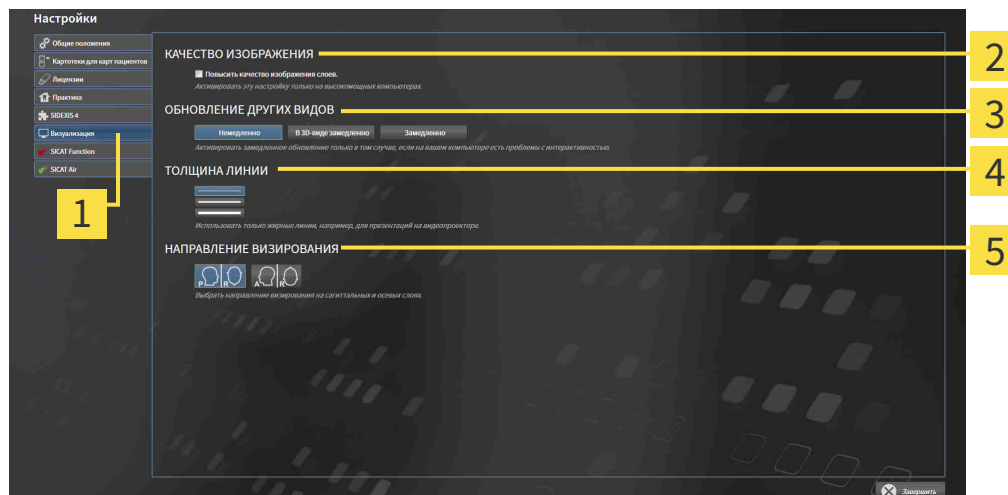 Настройки
Общие положения
Картотеки для карт пациентов
Лицензии
Практика
SIDEXIS 4
Визуализация
SICAT Function
SICAT Air
1
КАЧЕСТВО ИЗОБРАЖЕНИЯ
2
Повысить качество изображения слоев.
Активировать эту настройку только на высокомощных компьютерах.
ОБНОВЛЕНИЕ ДРУГИХ ВИДОВ
3
Немедленно В 3D-виде замедленно Замедленно
Активировать замедленное обновление только в том случае, если на вашем компьютере есть проблемы с интерактивностью.
ТОЛЩИНА ЛИНИИ
4
Использовать только жирные линии, например, для презентаций на видеопроекторе.
НАПРАВЛЕНИЕ ВИЗИРОВАНИЯ
5
P R A R
Выбрать направление визирования на сагиттальных и осевых слоях.
Завершить